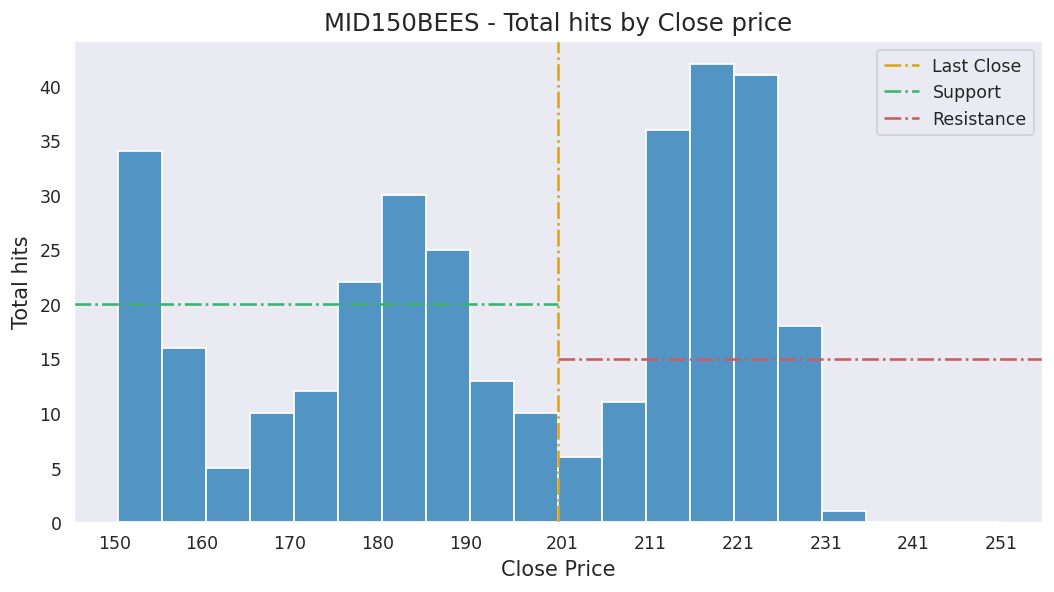 MID150BEES - Total hits by Close price
Last Close
Support
Resistance
Total hits
40
35
30
25
20
15
10
5
0
150 160 170 180 190 201 211 221 231 241 251
Close Price